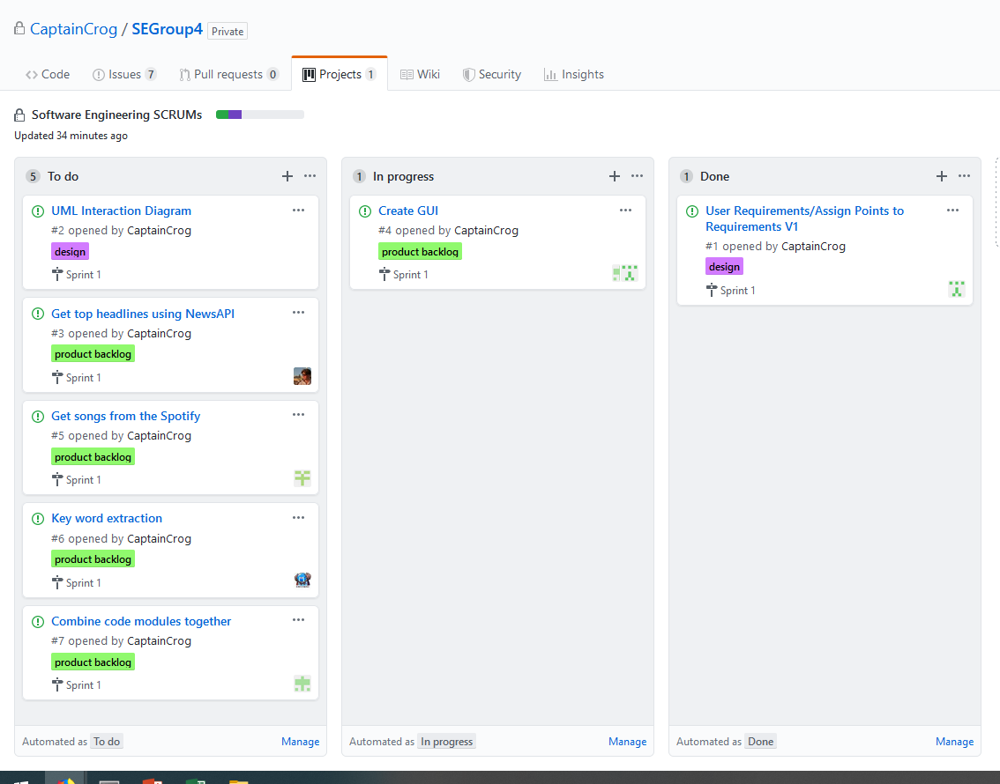 CaptainCrog / SEGroup4 Private
Code Issues 7 Pull requests 0 Projects 1 Wiki Security Insights
Software Engineering SCRUMs
Updated 34 minutes ago
5 To do
UML Interaction Diagram
#2 opened by CaptainCrog
design
Sprint 1
Get top headlines using NewsAPI
#3 opened by CaptainCrog
product backlog
Sprint 1
Get songs from the Spotify
#5 opened by CaptainCrog
product backlog
Sprint 1
Key word extraction
#6 opened by CaptainCrog
product backlog
Sprint 1
Combine code modules together
#7 opened by CaptainCrog
product backlog
Sprint 1
Automated as To do Manage
1 In progress
Create GUI
#4 opened by CaptainCrog
product backlog
Sprint 1
Automated as In progress Manage
1 Done
User Requirements/Assign Points to
Requirements V1
#1 opened by CaptainCrog
design
Sprint 1
Automated as Done Manage